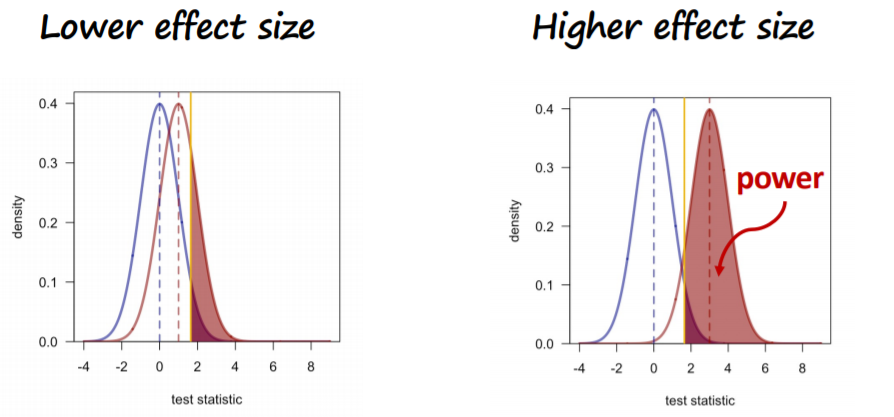 Lower effect size
Higher effect size
0.4
0.3
0.2
0.1
0.0
density
-4 -2 0 2 4 6 8
test statistic
0.4
0.3
0.2
0.1
0.0
density
power
-4 -2 0 2 4 6 8
test statistic